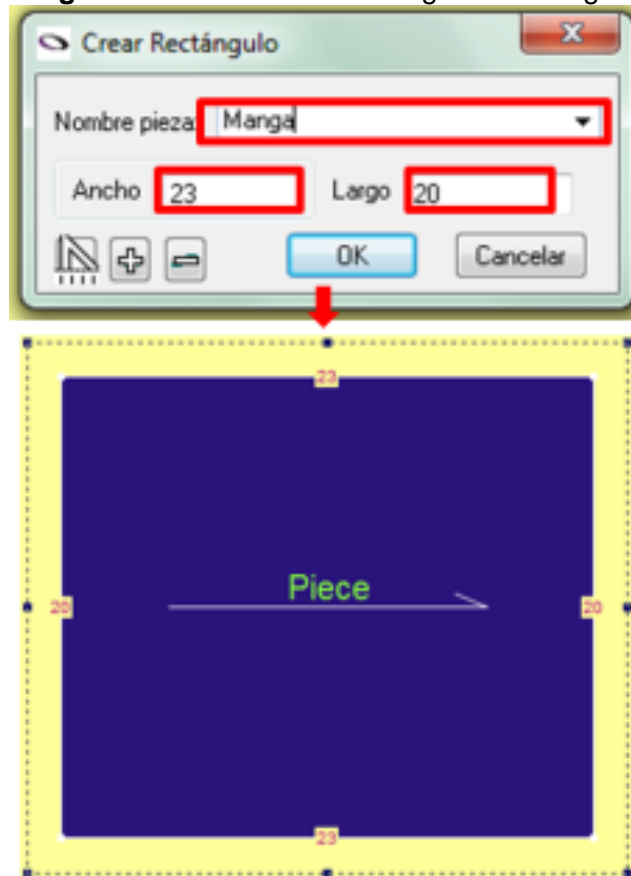 Crear Rectángulo
Nombre pieza: Manga
Ancho 23 Largo 20
OK Cancelar
23
Piece
20 20
23